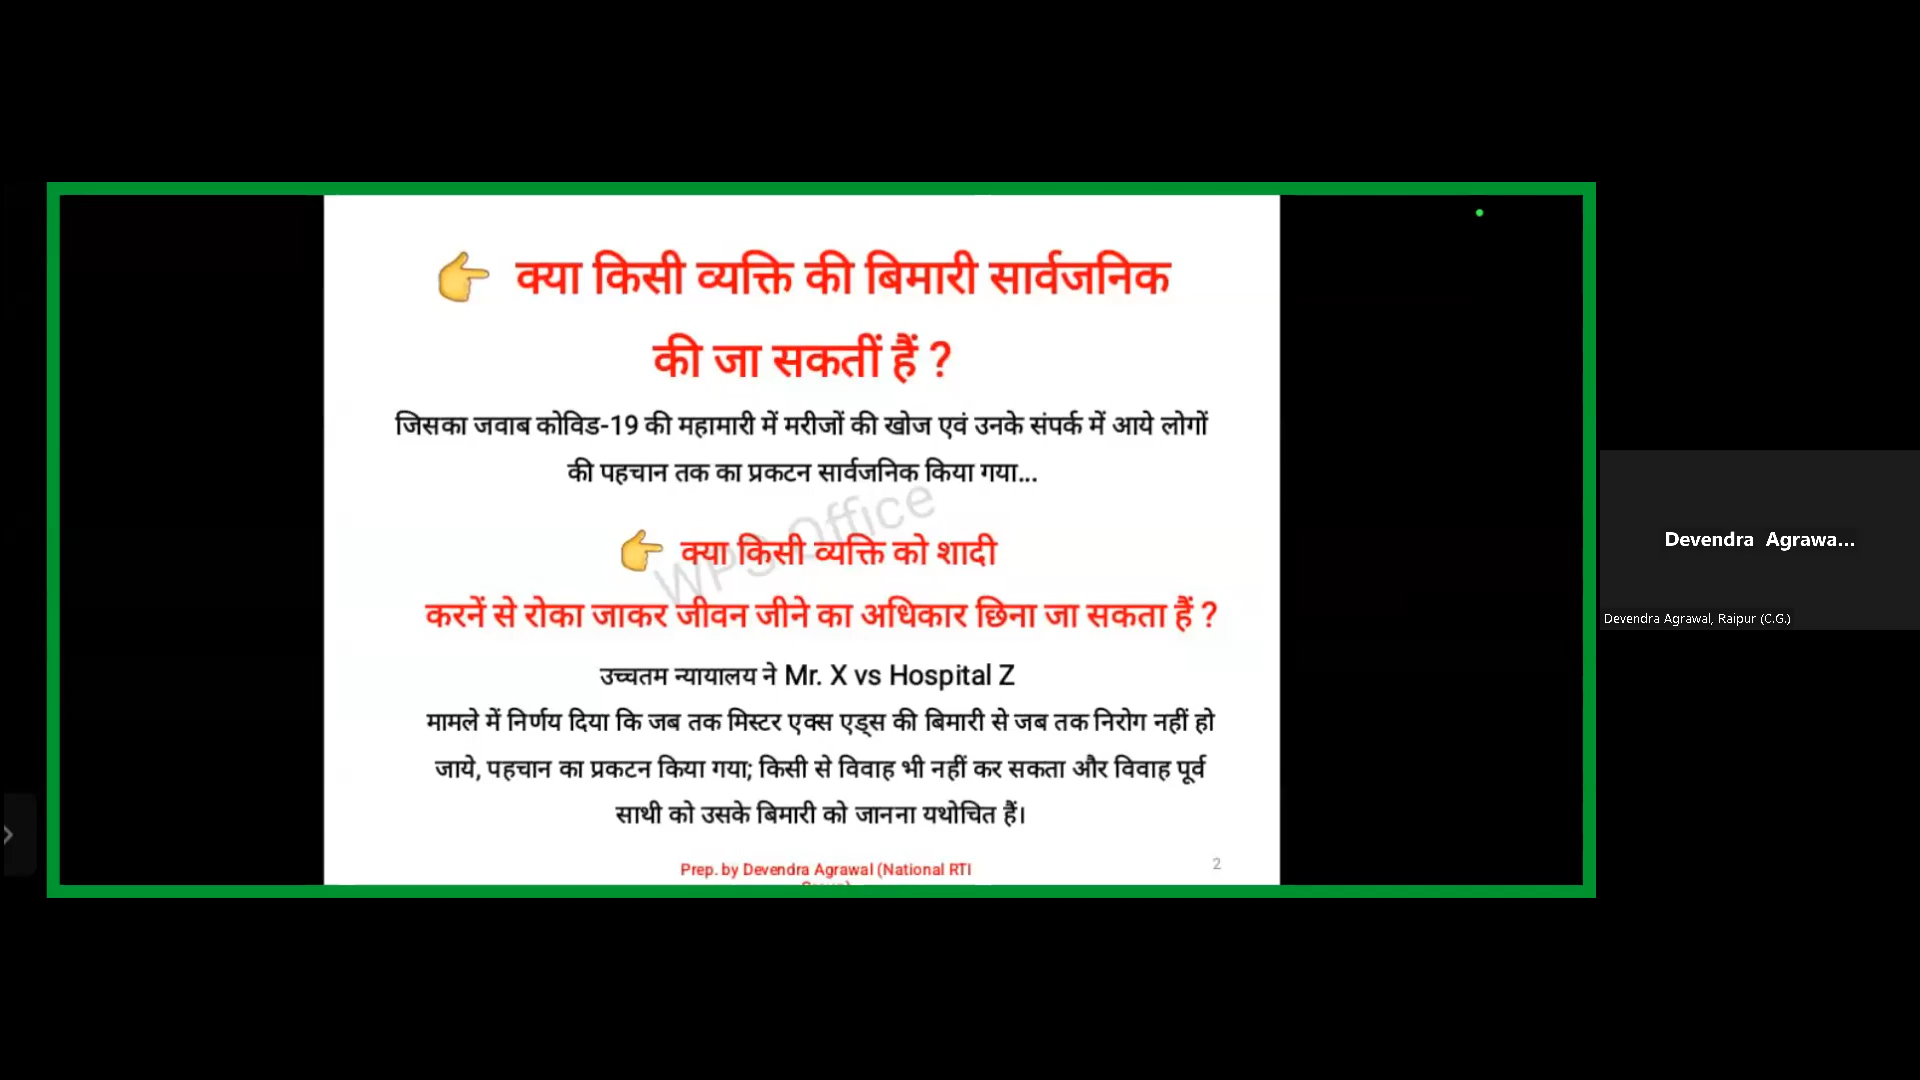 👉 क्या किसी व्यक्ति की बिमारी सार्वजनिक
की जा सकतीं हैं ?
जिसका जवाब कोविड-19 की महामारी में मरीजों की खोज एवं उनके संपर्क में आये लोगों
की पहचान तक का प्रकटन सार्वजनिक किया गया...
WPS Office
👉 क्या किसी व्यक्ति को शादी
करनें से रोका जाकर जीवन जीने का अधिकार छिना जा सकता हैं ?
उच्चतम न्यायालय ने Mr. X vs Hospital Z
मामले में निर्णय दिया कि जब तक मिस्टर एक्स एड्स की बिमारी से जब तक निरोग नहीं हो
जाये, पहचान का प्रकटन किया गया; किसी से विवाह भी नहीं कर सकता और विवाह पूर्व
साथी को उसके बिमारी को जानना यथोचित हैं।
Prep. by Devendra Agrawal (National RTI
2
Devendra Agrawa...
Devendra Agrawal, Raipur (C.G.)